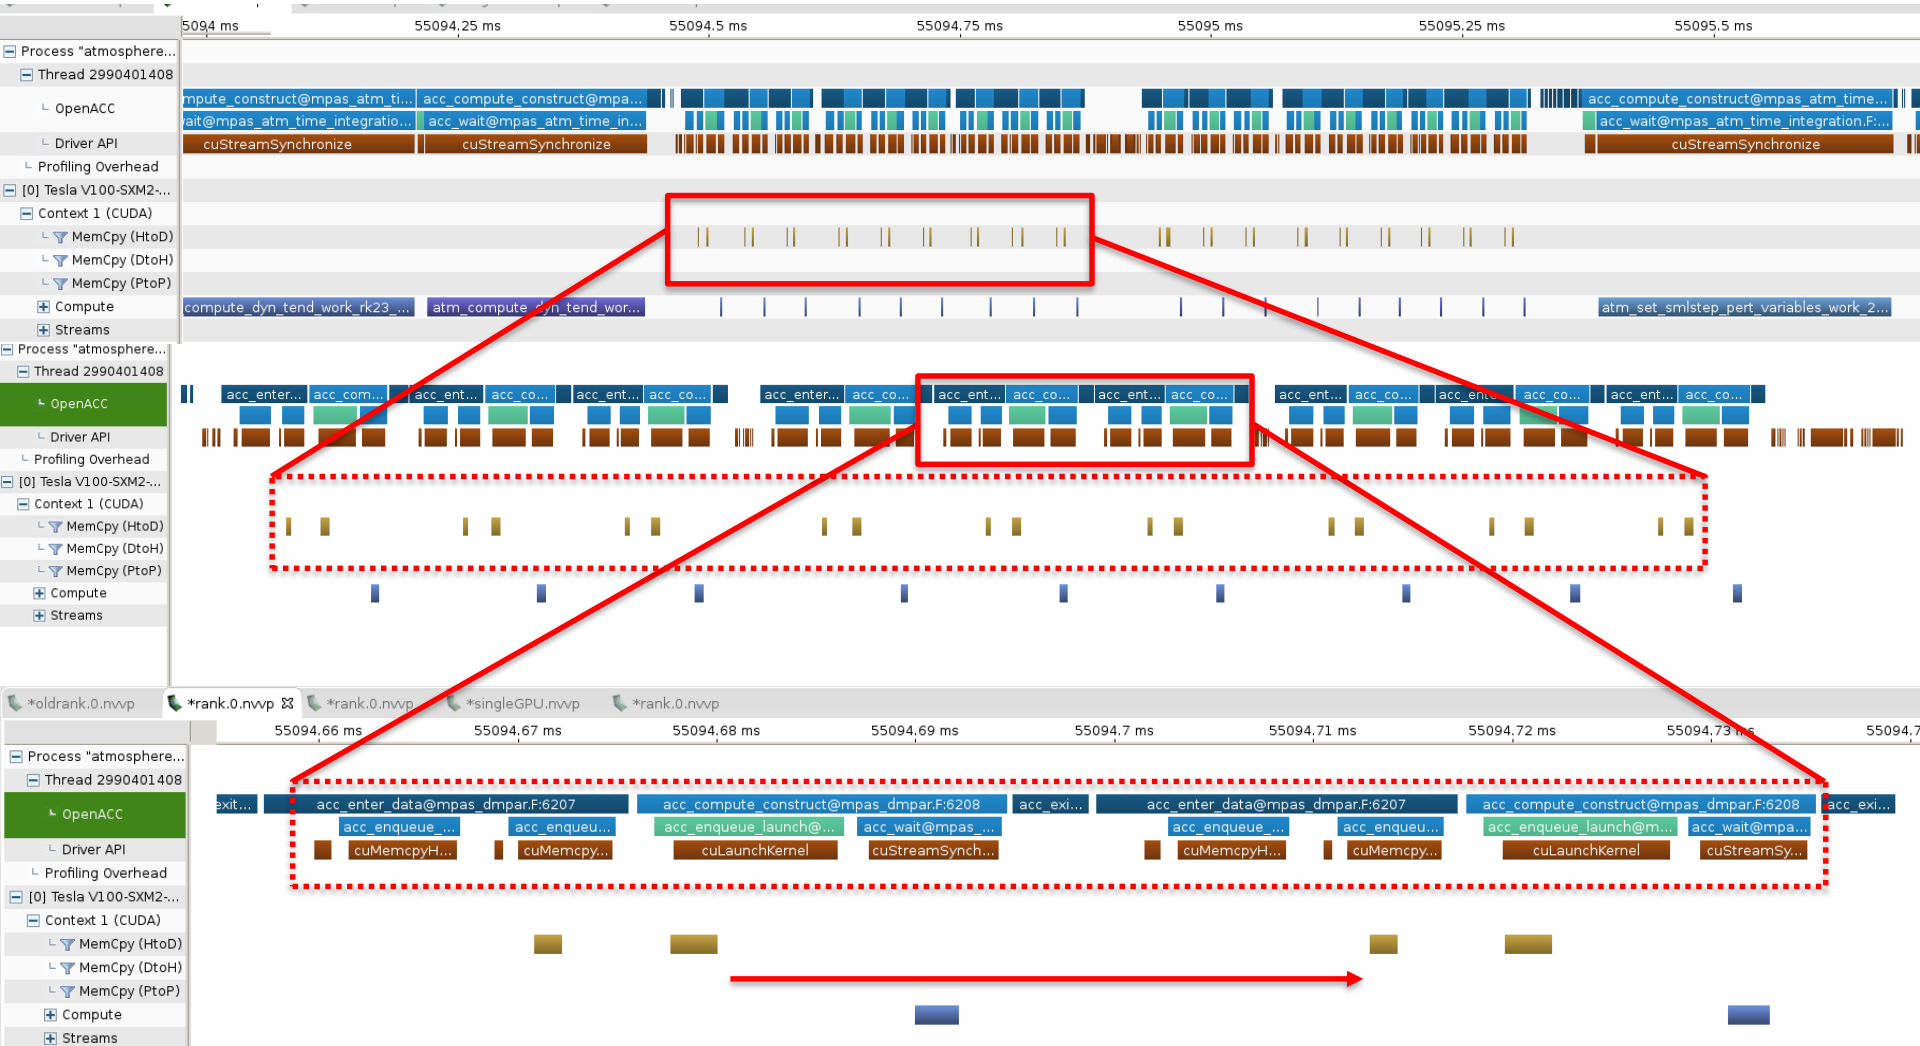 5094 ms 55094.25 ms 55094.5 ms 55094.75 ms 55095 ms 55095.25 ms 55095.5 ms
Process "atmosphere...
Thread 2990401408
OpenACC
mpute_construct@mpas_atm_ti... acc_compute_construct@mpa... acc_compute_construct@mpas_atm_time...
ait@mpas_atm_time_integratio... acc_wait@mpas_atm_time_in... acc_wait@mpas_atm_time_integration.F:...
Driver API cuStreamSynchronize cuStreamSynchronize cuStreamSynchronize
Profiling Overhead
[0] Tesla V100-SXM2-...
Context 1 (CUDA)
MemCpy (HtoD)
MemCpy (DtoH)
MemCpy (PtoP)
Compute compute_dyn_tend_work_rk23_... atm_compute_dyn_tend_wor... atm_set_smlstep_pert_variables_work_2...
Streams
Process "atmosphere...
Thread 2990401408
acc_enter... acc_com... acc_ent... acc_co... acc_ent... acc_co... acc_enter... acc_co... acc_ent... acc_co... acc_ent... acc_co... acc_ent... acc_co... acc_ente... acc_co... acc_ent... acc_co...
OpenACC
Driver API
Profiling Overhead
[0] Tesla V100-SXM2-...
Context 1 (CUDA)
MemCpy (HtoD)
MemCpy (DtoH)
MemCpy (PtoP)
Compute
Streams
*oldrank.0.nvvp *rank.0.nvvp *rank.0.nvvp *singleGPU.nvvp *rank.0.nvvp
55094.66 ms 55094.67 ms 55094.68 ms 55094.69 ms 55094.7 ms 55094.71 ms 55094.72 ms 55094.73 ms 55094.7
Process "atmosphere...
Thread 2990401408
exit... acc_enter_data@mpas_dmpar.F:6207 acc_compute_construct@mpas_dmpar.F:6208 acc_exi... acc_enter_data@mpas_dmpar.F:6207 acc_compute_construct@mpas_dmpar.F:6208 acc_exi...
OpenACC
acc_enqueue_... acc_enqueu... acc_enqueue_launch@... acc_wait@mpas_... acc_enqueue_... acc_enqueu... acc_enqueue_launch@m... acc_wait@mpa...
Driver API cuMemcpyH... cuMemcpy... cuLaunchKernel cuStreamSynch... cuMemcpyH... cuMemcpy... cuLaunchKernel cuStreamSy...
Profiling Overhead
[0] Tesla V100-SXM2-...
Context 1 (CUDA)
MemCpy (HtoD)
MemCpy (DtoH)
MemCpy (PtoP)
Compute
Streams